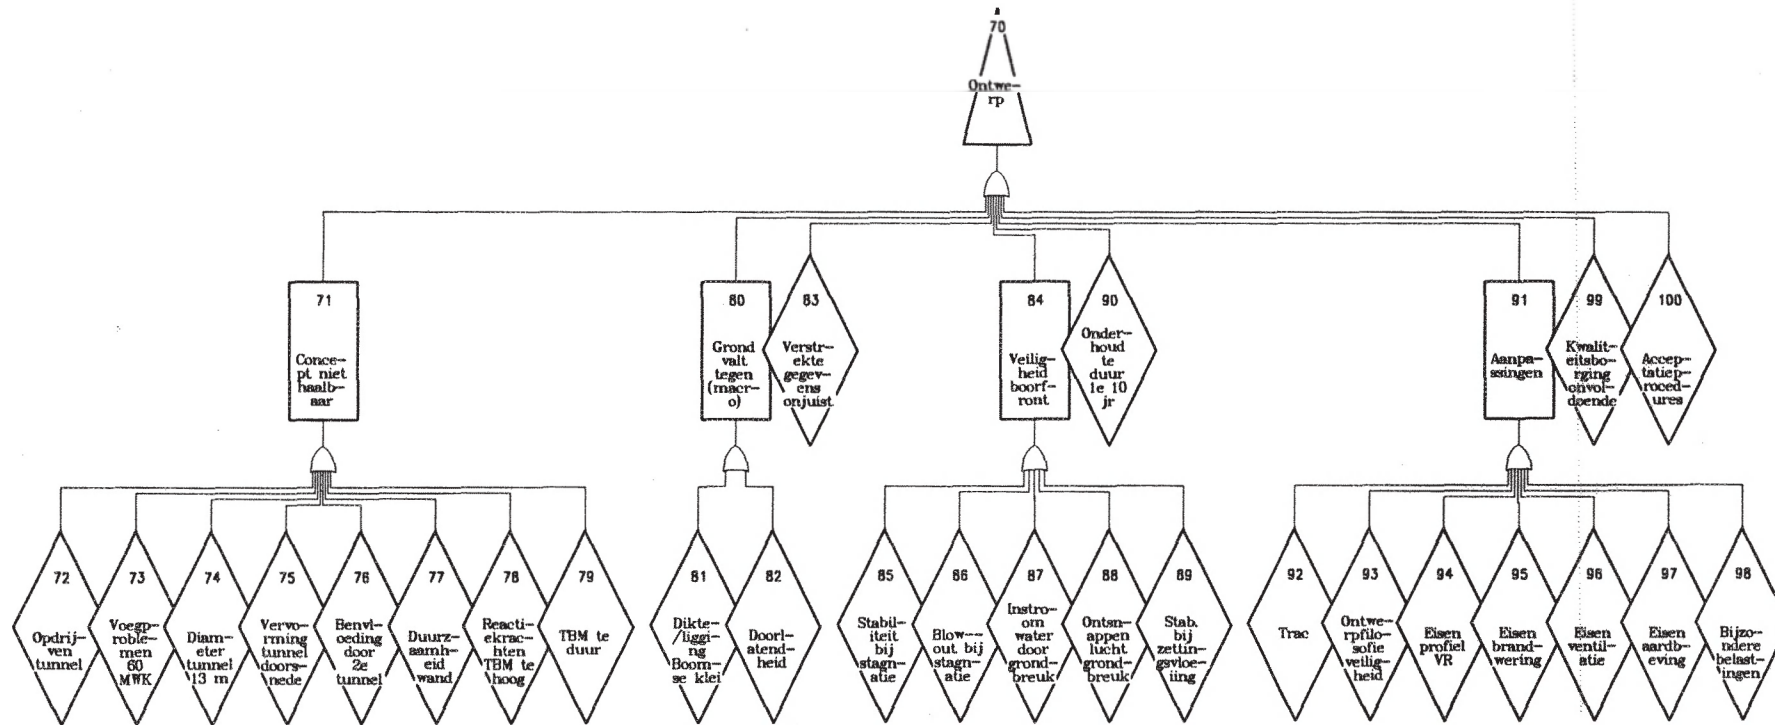 70
Ontwe-
rp
71
Conce-
pt niet
haalb-
aar
80
Grond
valt
tegen
(macr-
o)
83
Verstr-
ekte
gegev-
ens
onjuist
84
Veilig-
heid
boorf-
ront
90
Onder-
houd
te
duur
1e 10
jr
91
Aanpa-
ssingen
99
Kwalit-
eitsbo-
rging
onvol-
doende
100
Accep-
tatiep-
roced-
ures
72
Opdrij-
ven
tunnel
73
Voegp-
roble-
men
60
MWK
74
Diam-
eter
tunnel
13 m
75
Vervo-
rming
tunnel
doors-
nede
76
Benvl-
oeding
door
2e
tunnel
77
Duurz-
aamh-
eid
wand
78
Reacti-
ekrac-
hten
TBM te
hoog
79
TBM te
duur
81
Dikte-
/liggi-
ng
Boom-
se klei
82
Doorl-
atend-
heid
85
Stabil-
iteit
bij
stagn-
atie
86
Blow--
out bij
stagn-
atie
87
Instro-
om
water
door
grond-
breuk
88
Ontsn-
appen
lucht
grond-
breuk
89
Stab.
bij
zetti-
ngsvloe-
iing
92
Trac
93
Ontwe-
rpfilo-
sofie
veilig-
heid
94
Eisen
profiel
VR
95
Eisen
brand-
wering
96
Eisen
ventil-
atie
97
Eisen
aardb-
eving
98
Bijzo-
ndere
belast-
ingen